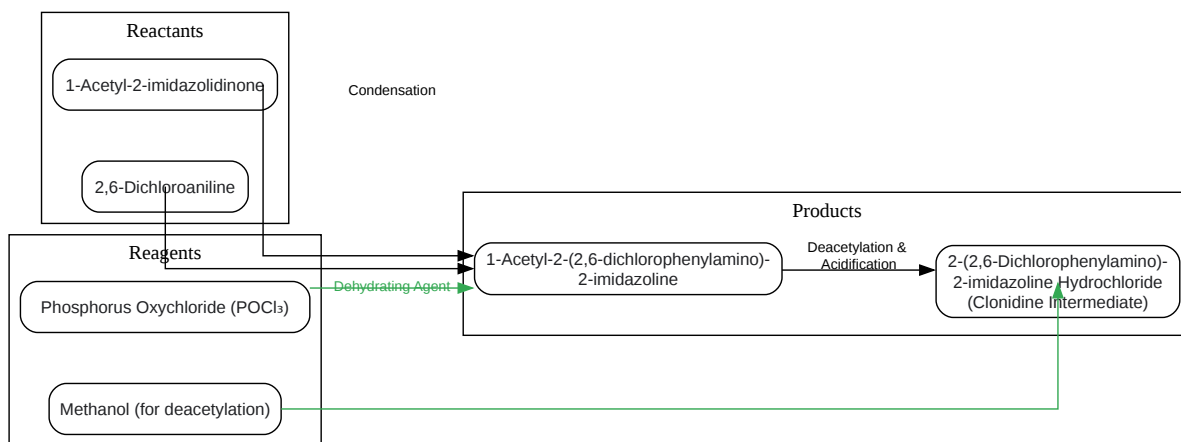 Reactants
1-Acetyl-2-imidazolidinone
Condensation
2,6-Dichloroaniline
Reagents
Phosphorus Oxychloride (POCl₃)
Dehydrating Agent
Methanol (for deacetylation)
Products
1-Acetyl-2-(2,6-dichlorophenylamino)-
2-imidazoline
Deacetylation &
Acidification
2-(2,6-Dichlorophenylamino)-
2-imidazoline Hydrochloride
(Clonidine Intermediate)